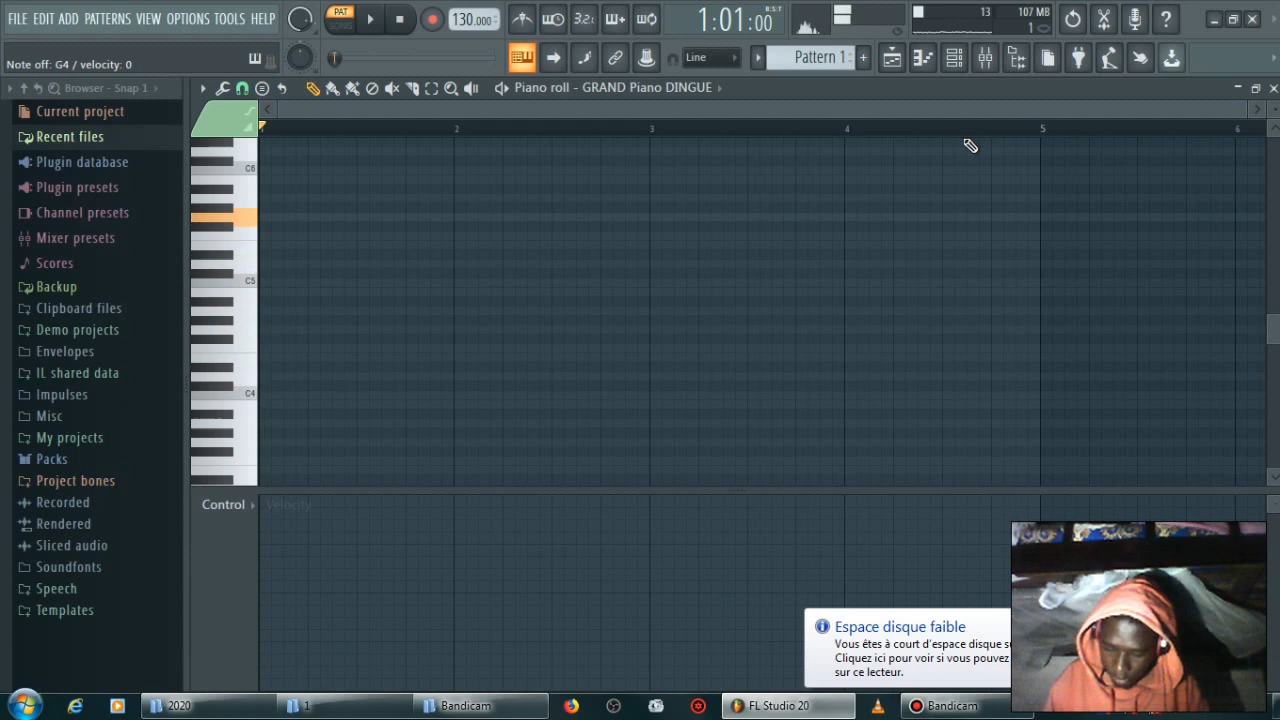 FILE EDIT ADD PATTERNS VIEW OPTIONS TOOLS HELP
PAT
130.000
3.2.
1:01:00
B:S:T
13
107 MB
1
Note off: G4 / velocity: 0
Line
Pattern 1
Browser - Snap 1
Piano roll - GRAND Piano DINGUE
Current project
Recent files
Plugin database
Plugin presets
Channel presets
Mixer presets
Scores
Backup
Clipboard files
Demo projects
Envelopes
IL shared data
Impulses
Misc
My projects
Packs
Project bones
Recorded
Rendered
Sliced audio
Soundfonts
Speech
Templates
2
3
4
5
6
C6
C5
C4
Control
Velocity
Espace disque faible
Vous êtes à court d'espace disque
Cliquez ici pour voir si vous pouvez
sur ce lecteur.
2020
1
Bandicam
FL Studio 20
Bandicam